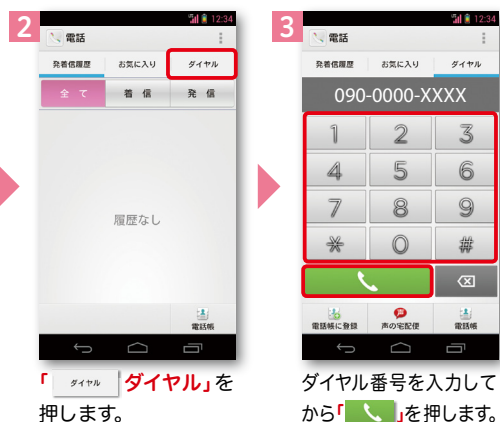 2
12:34
電話
発着信履歴 お気に入り ダイヤル
全て 着信 発信
履歴なし
電話帳
「ダイヤル ダイヤル」を
押します。
3
12:34
電話
発着信履歴 お気に入り ダイヤル
090-0000-XXXX
1 2 3
4 5 6
7 8 9
* 0 #
電話帳に登録 声の宅配便 電話帳
ダイヤル番号を入力して
から「 」を押します。